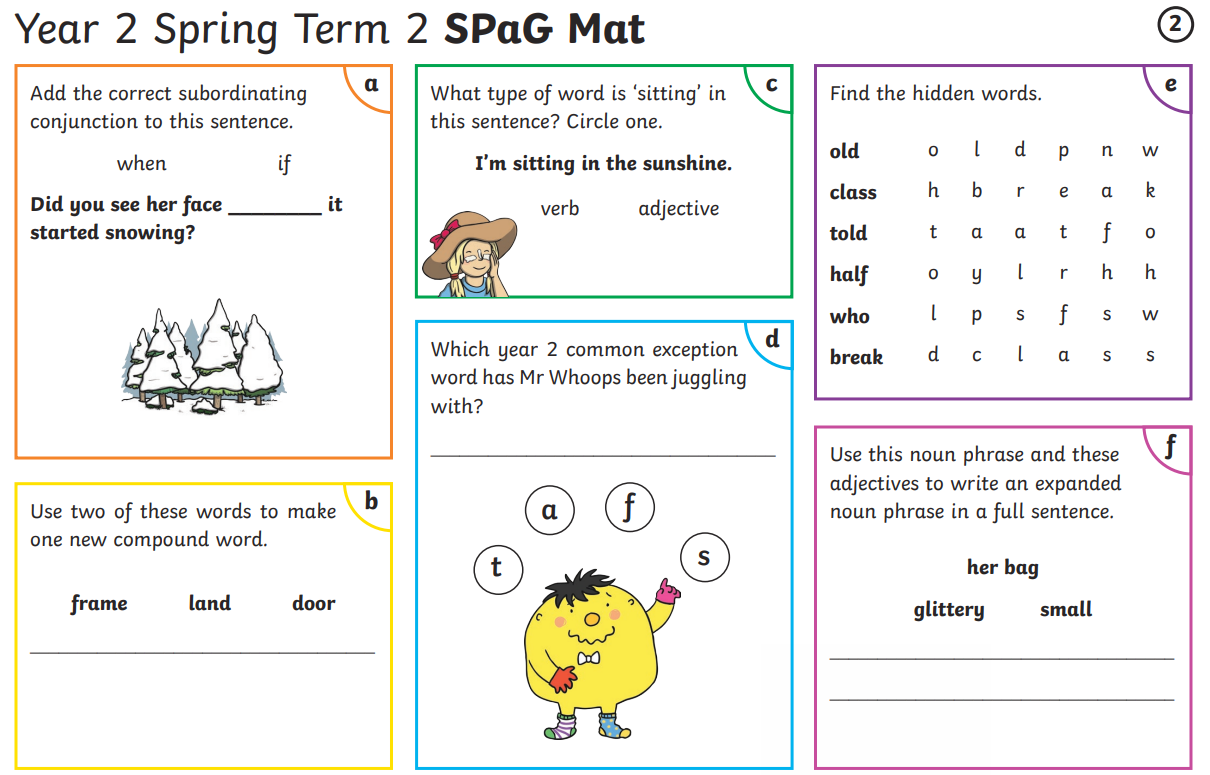 Year 2 Spring Term 2 SPaG Mat
2
a
Add the correct subordinating
conjunction to this sentence.
when if
Did you see her face ________ it
started snowing?
b
Use two of these words to make
one new compound word.
frame land door
c
What type of word is ‘sitting’ in
this sentence? Circle one.
I’m sitting in the sunshine.
verb adjective
d
Which year 2 common exception
word has Mr Whoops been juggling
with?
t a f s
e
Find the hidden words.
old o l d p n w
class h b r e a k
told t a a t f o
half o y l r h h
who l p s f s w
break d c l a s s
f
Use this noun phrase and these
adjectives to write an expanded
noun phrase in a full sentence.
her bag
glittery small